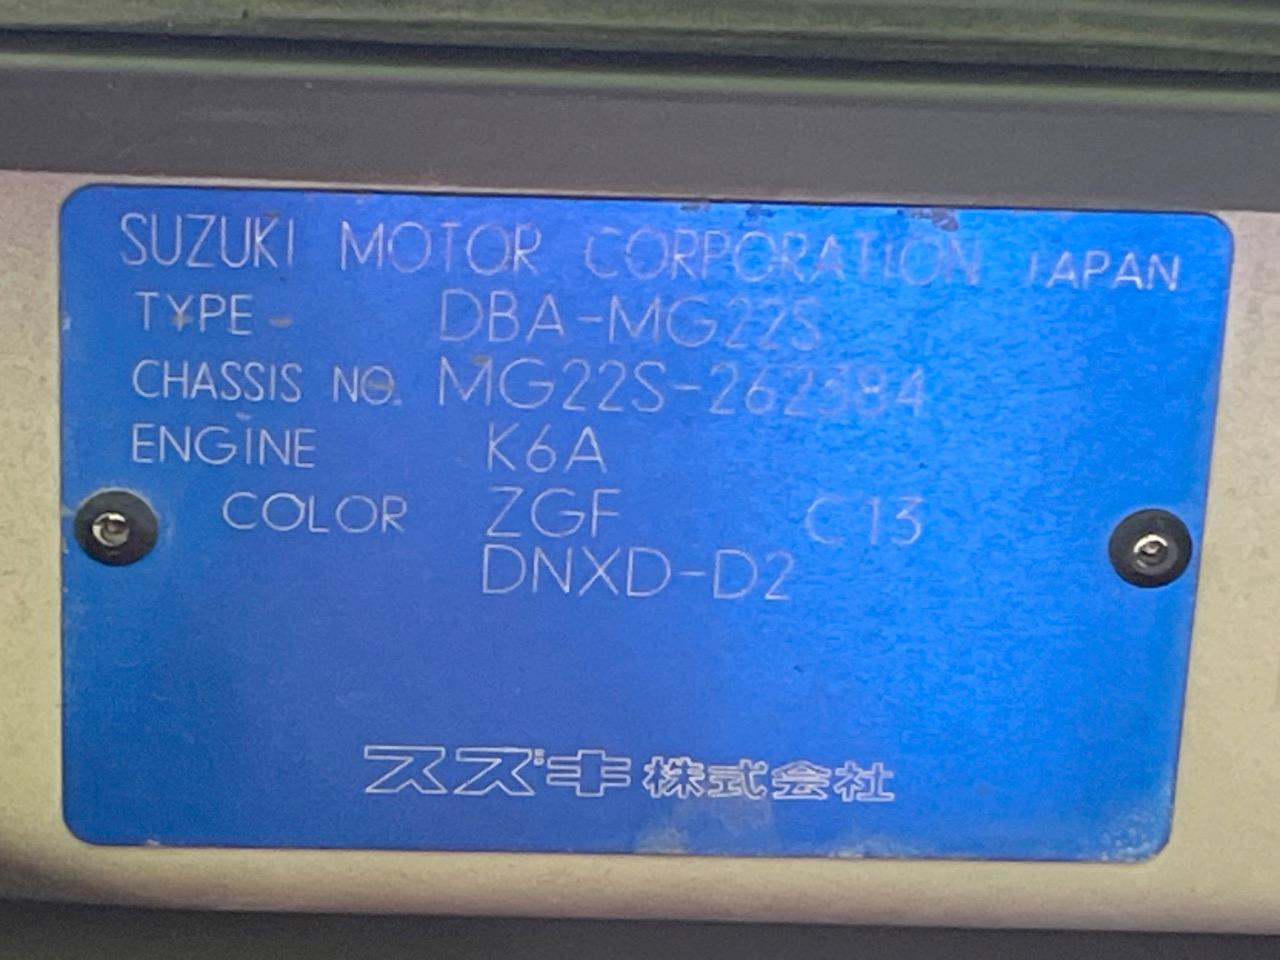 SUZUKI MOTOR CORPORATION JAPAN
TYPE DBA-MG22S
CHASSIS NO. MG22S-262384
ENGINE K6A
COLOR ZGF C13
DNXD-D2
スズキ株式会社